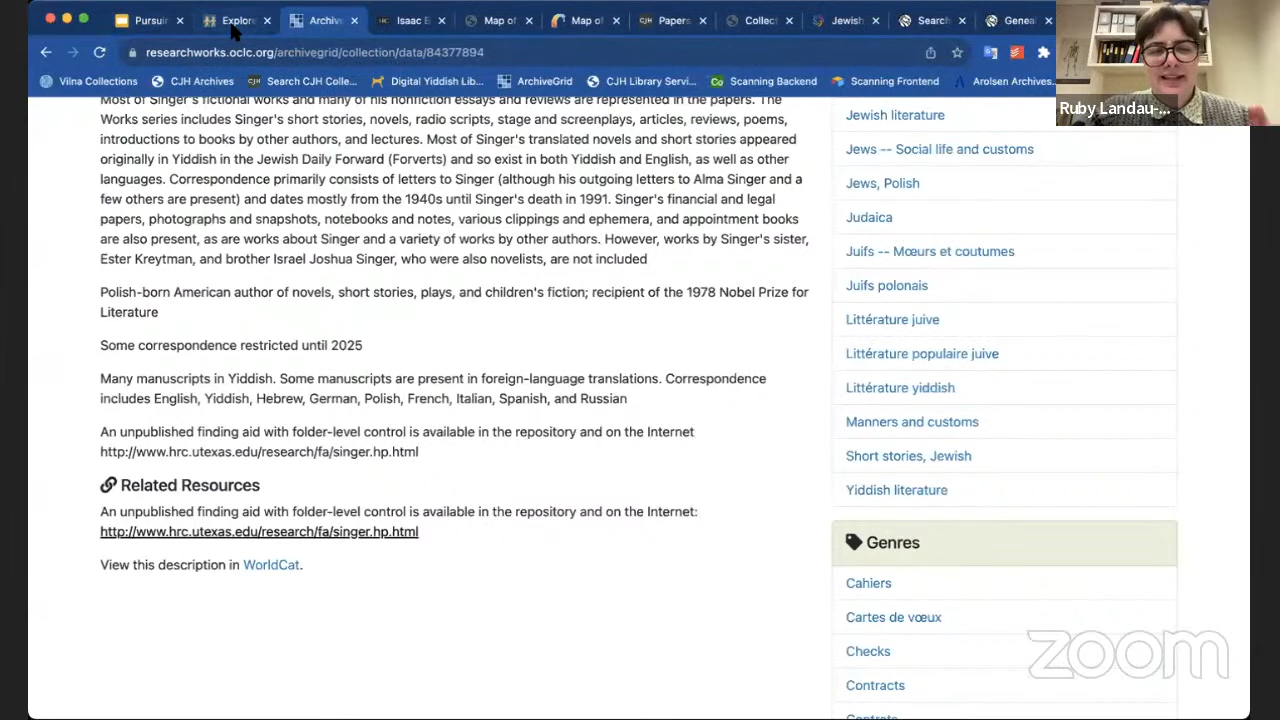 Pursui
Explore
Archive
Isaac E
Map of
Map of
Papers
Collect
Jewish
Search
Geneal
researchworks.oclc.org/archivegrid/collection/data/84377894
Vilna Collections
CJH Archives
Search CJH Colle...
Digital Yiddish Lib...
ArchiveGrid
CJH Library Servi...
Scanning Backend
Scanning Frontend
Arolsen Archives...
Ruby Landau-...
Most of Singer's fictional works and many of his nonfiction essays and reviews are represented in the papers. The
Works series includes Singer's short stories, novels, radio scripts, stage and screenplays, articles, reviews, poems,
introductions to books by other authors, and lectures. Most of Singer's translated novels and short stories appeared
originally in Yiddish in the Jewish Daily Forward (Forverts) and so exist in both Yiddish and English, as well as other
languages. Correspondence primarily consists of letters to Singer (although his outgoing letters to Alma Singer and a
few others are present) and dates mostly from the 1940s until Singer's death in 1991. Singer's financial and legal
papers, photographs and snapshots, notebooks and notes, various clippings and ephemera, and appointment books
are also present, as are works about Singer and a variety of works by other authors. However, works by Singer's sister,
Ester Kreytman, and brother Israel Joshua Singer, who were also novelists, are not included
Polish-born American author of novels, short stories, plays, and children's fiction; recipient of the 1978 Nobel Prize for
Literature
Some correspondence restricted until 2025
Many manuscripts in Yiddish. Some manuscripts are present in foreign-language translations. Correspondence
includes English, Yiddish, Hebrew, German, Polish, French, Italian, Spanish, and Russian
An unpublished finding aid with folder-level control is available in the repository and on the Internet
http://www.hrc.utexas.edu/research/fa/singer.hp.html
Related Resources
An unpublished finding aid with folder-level control is available in the repository and on the Internet:
http://www.hrc.utexas.edu/research/fa/singer.hp.html
View this description in WorldCat.
Jewish literature
Jews -- Social life and customs
Jews, Polish
Judaica
Juifs -- Mœurs et coutumes
Juifs polonais
Littérature juive
Littérature populaire juive
Littérature yiddish
Manners and customs
Short stories, Jewish
Yiddish literature
Genres
Cahiers
Cartes de vœux
Checks
Contracts
zoom